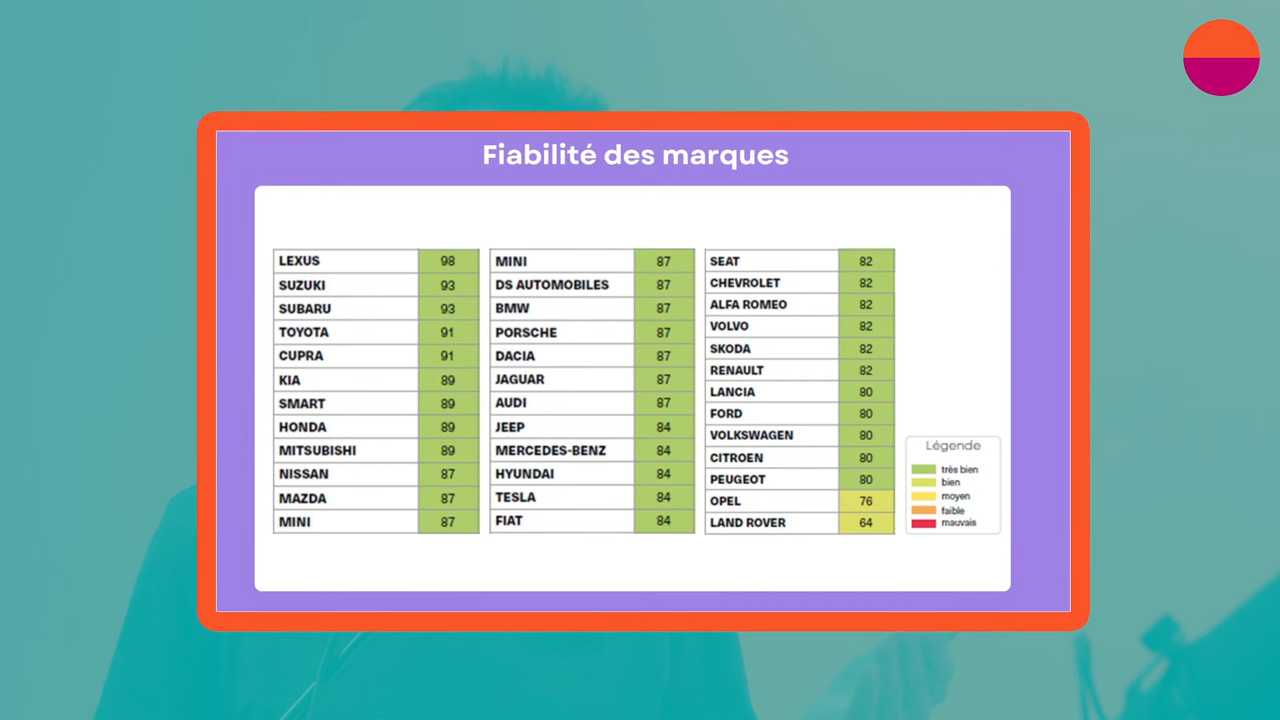 Fiabilité des marques
LEXUS 98
SUZUKI 93
SUBARU 93
TOYOTA 91
CUPRA 91
KIA 89
SMART 89
HONDA 89
MITSUBISHI 89
NISSAN 87
MAZDA 87
MINI 87
MINI 87
DS AUTOMOBILES 87
BMW 87
PORSCHE 87
DACIA 87
JAGUAR 87
AUDI 87
JEEP 84
MERCEDES-BENZ 84
HYUNDAI 84
TESLA 84
FIAT 84
SEAT 82
CHEVROLET 82
ALFA ROMEO 82
VOLVO 82
SKODA 82
RENAULT 82
LANCIA 80
FORD 80
VOLKSWAGEN 80
CITROEN 80
PEUGEOT 80
OPEL 76
LAND ROVER 64
Légende
très bien
bien
moyen
faible
mauvais